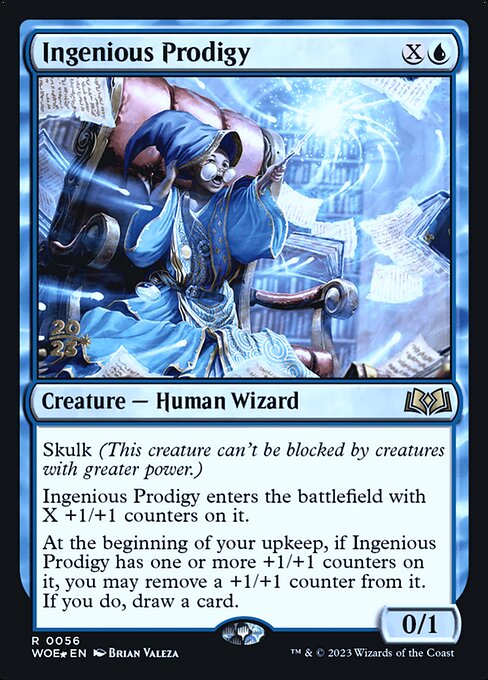 Ingenious Prodigy X
20
23
Creature — Human Wizard
Skulk (This creature can't be blocked by creatures
with greater power.)
Ingenious Prodigy enters the battlefield with
X +1/+1 counters on it.
At the beginning of your upkeep, if Ingenious
Prodigy has one or more +1/+1 counters on
it, you may remove a +1/+1 counter from it.
If you do, draw a card.
0/1
R 0056
WOE★EN Brian Valeza
™ & © 2023 Wizards of the Coast